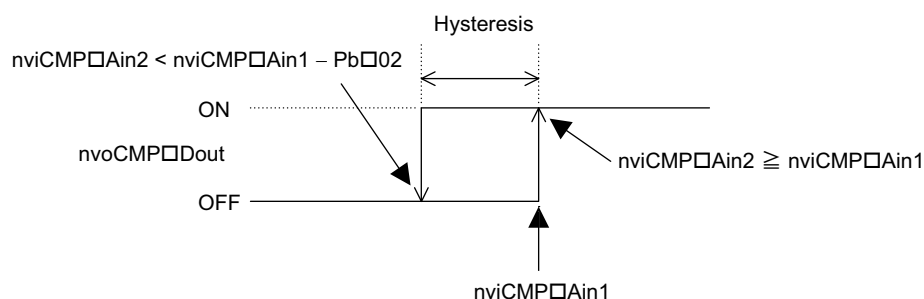 Hysteresis
nviCMP□Ain2 < nviCMP□Ain1 – Pb□02
ON
nvoCMP□Dout
nviCMP□Ain2 ≧ nviCMP□Ain1
OFF
nviCMP□Ain1